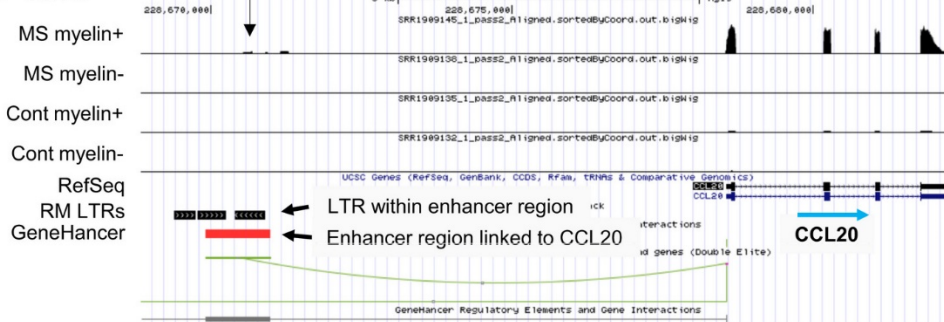 228,670,000|
228,675,000|
228,680,000|
MS myelin+
SRR1909145_1_pass2_Aligned.sortedByCoord.out.bigWig
MS myelin-
SRR1909138_1_pass2_Aligned.sortedByCoord.out.bigWig
Cont myelin+
SRR1909135_1_pass2_Aligned.sortedByCoord.out.bigWig
Cont myelin-
SRR1909132_1_pass2_Aligned.sortedByCoord.out.bigWig
RefSeq
UCSC Genes (RefSeq, GenBank, CCDS, Rfam, tRNAs & Comparative Genomics)
CCL20
CCL20
RM LTRs
LTR within enhancer region
ck
GeneHancer
Enhancer region linked to CCL20
teractions
CCL20
d genes (Double Elite)
GeneHancer Regulatory Elements and Gene Interactions